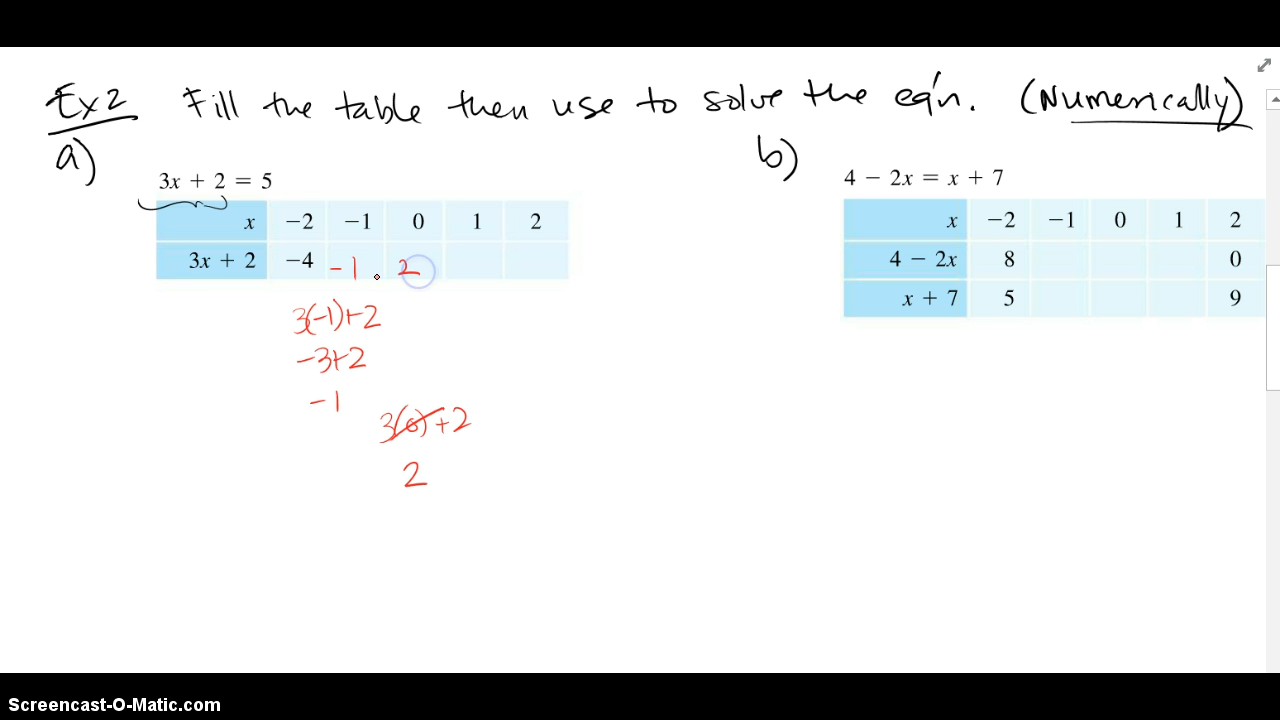 Ex2 Fill the table then use to solve the eq'n. (Numerically)
a)
3x + 2 = 5
x −2 −1 0 1 2
3x + 2 −4 -1 . 2
3(-1)+2
-3+2
-1
3(0)+2
2
b)
4 − 2x = x + 7
x −2 −1 0 1 2
4 − 2x 8 0
x + 7 5 9
Screencast-O-Matic.com